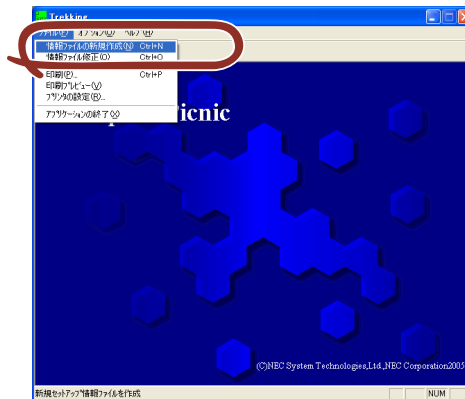 Trekking
ファイル(F) オプション(O) ヘルプ(H)
情報ファイルの新規作成(N) Ctrl+N
情報ファイル修正(O) Ctrl+O
印刷(P)... Ctrl+P
印刷プレビュー(V)
プリンタの設定(R)...
アプリケーションの終了(X)
icnic
(C)NEC System Technologies,Ltd.,NEC Corporation2005
新規セットアップ情報ファイルを作成
NUM